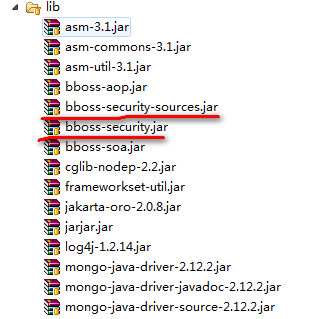 lib
asm-3.1.jar
asm-commons-3.1.jar
asm-util-3.1.jar
bboss-aop.jar
bboss-security-sources.jar
bboss-security.jar
bboss-soa.jar
cglib-nodep-2.2.jar
frameworkset-util.jar
jakarta-oro-2.0.8.jar
jarjar.jar
log4j-1.2.14.jar
mongo-java-driver-2.12.2.jar
mongo-java-driver-javadoc-2.12.2.jar
mongo-java-driver-source-2.12.2.jar